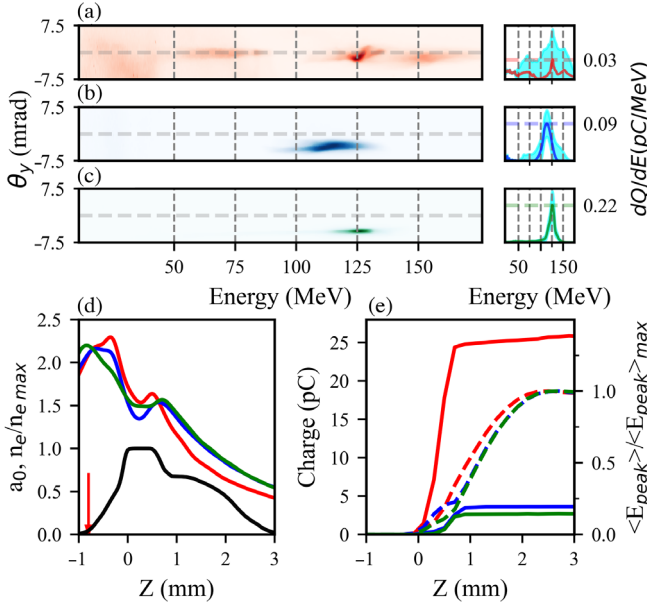 (a)
7.5
-7.5
0.03
(b)
7.5
-7.5
0.09
(c)
7.5
-7.5
0.22
θy (mrad)
dQ/dE(pC/MeV)
50 75 100 125 150
50 150
Energy (MeV)
Energy (MeV)
(d)
2.5
2.0
1.5
1.0
0.5
0.0
a0, ne/ne max
−1 0 1 2 3
Z (mm)
(e)
25
20
15
10
5
0
Charge (pC)
1.0
0.5
0.0
<Epeak>/<Epeak>max
−1 0 1 2 3
Z (mm)